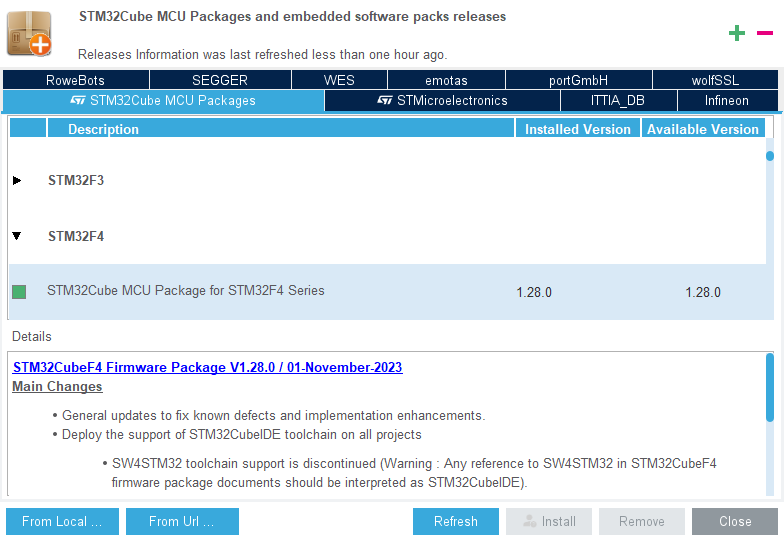 STM32Cube MCU Packages and embedded software packs releases
Releases Information was last refreshed less than one hour ago.
RoweBots SEGGER WES emotas portGmbH wolfSSL
STM32Cube MCU Packages STMicroelectronics ITTIA_DB Infineon
Description Installed Version Available Version
STM32F3
STM32F4
STM32Cube MCU Package for STM32F4 Series 1.28.0 1.28.0
Details
STM32CubeF4 Firmware Package V1.28.0 / 01-November-2023
Main Changes
• General updates to fix known defects and implementation enhancements.
• Deploy the support of STM32CubeIDE toolchain on all projects
• SW4STM32 toolchain support is discontinued (Warning : Any reference to SW4STM32 in STM32CubeF4
firmware package documents should be interpreted as STM32CubeIDE).
From Local ... From Url ... Refresh Install Remove Close